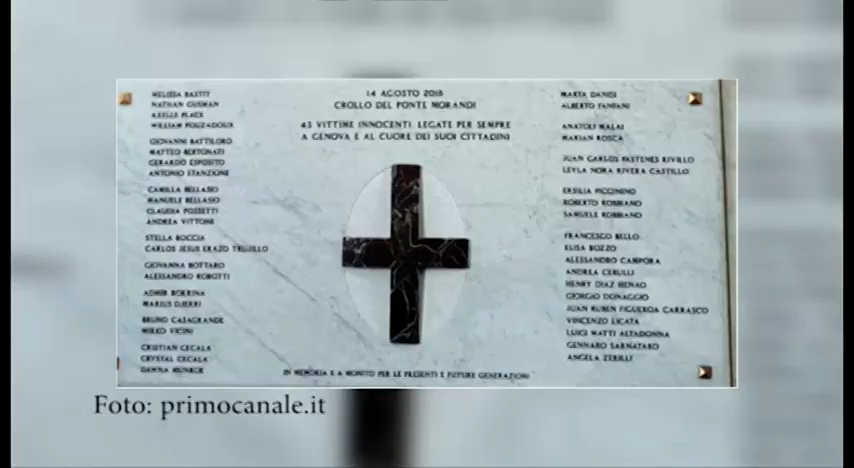 MELISSA BASTIT
NATHAN GUSMAN
AXELLE PLACE
WILLIAM POUZADOUX
GIOVANNI BATTILORO
MATTEO BERTONATI
GERARDO ESPOSITO
ANTONIO STANZIONE
CAMILLA BELLASIO
MANUELE BELLASIO
CLAUDIA POSSETTI
ANDREA VITTONE
STELLA BOCCIA
CARLOS JESUS ERAZO TRUJILLO
GIOVANNA BOTTARO
ALESSANDRO ROBOTTI
ADMIR BOKRINA
MARIUS DJERRI
BRUNO CASAGRANDE
MIRKO VICINI
CRISTIAN CECALA
CRYSTAL CECALA
DAWNA MUNROE
14 AGOSTO 2018
CROLLO DEL PONTE MORANDI
43 VITTIME INNOCENTI, LEGATE PER SEMPRE
A GENOVA E AL CUORE DEI SUOI CITTADINI
MARTA DANISI
ALBERTO FANFANI
ANATOLI MALAI
MARIAN ROSCA
JUAN CARLOS PASTENES RIVILLO
LEYLA NORA RIVERA CASTILLO
ERSILIA PICCININO
ROBERTO ROBBIANO
SAMUELE ROBBIANO
FRANCESCO BELLO
ELISA BOZZO
ALESSANDRO CAMPORA
ANDREA CERULLI
HENRY DIAZ HENAO
GIORGIO DONAGGIO
JUAN RUBEN FIGUEROA CARRASCO
VINCENZO LICATA
LUIGI MATTI ALTADONNA
GENNARO SARNATARO
ANGELA ZERILLI
IN MEMORIA E A MONITO PER LE PRESENTI E FUTURE GENERAZIONI
Foto: primocanale.it